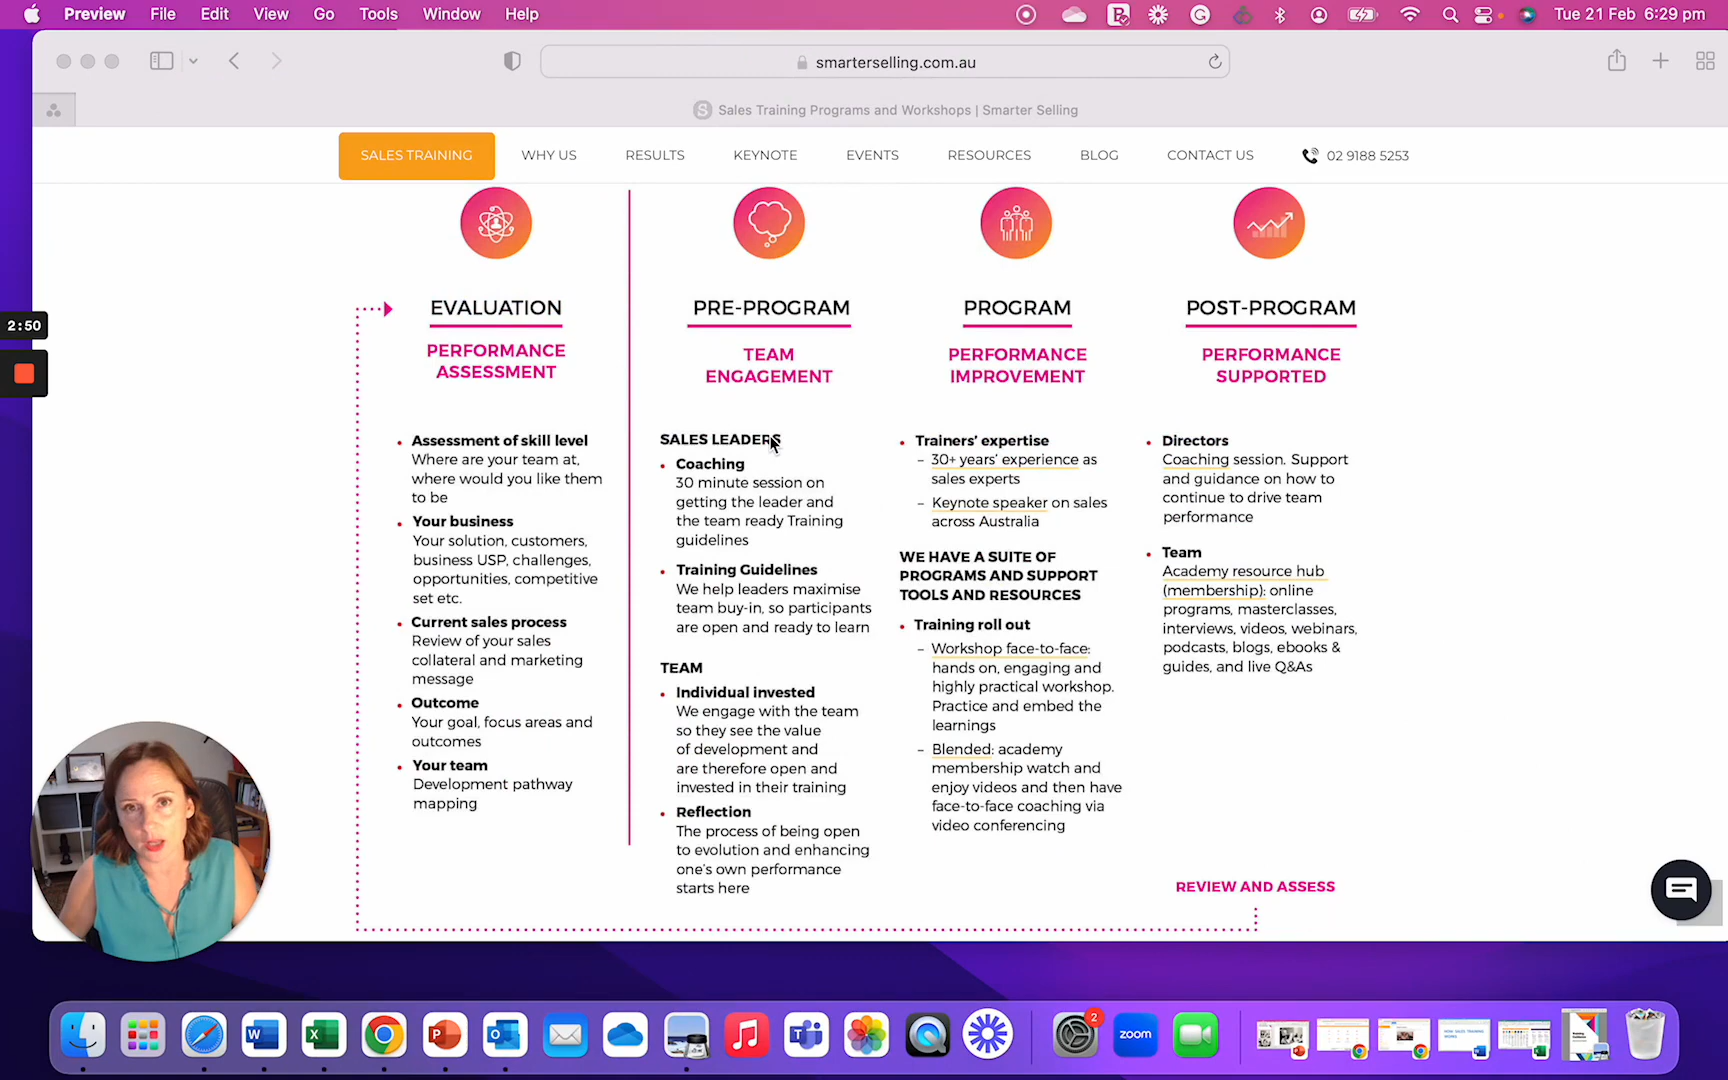 Preview File Edit View Go Tools Window Help
Tue 21 Feb 6:29 pm
smarterselling.com.au
Sales Training Programs and Workshops | Smarter Selling
SALES TRAINING WHY US RESULTS KEYNOTE EVENTS RESOURCES BLOG CONTACT US 02 9188 5253
2:50
EVALUATION
PERFORMANCE
ASSESSMENT
• Assessment of skill level
Where are your team at,
where would you like them
to be
• Your business
Your solution, customers,
business USP, challenges,
opportunities, competitive
set etc.
• Current sales process
Review of your sales
collateral and marketing
message
• Outcome
Your goal, focus areas and
outcomes
• Your team
Development pathway
mapping
PRE-PROGRAM
TEAM
ENGAGEMENT
SALES LEADERS
• Coaching
30 minute session on
getting the leader and
the team ready Training
guidelines
• Training Guidelines
We help leaders maximise
team buy-in, so participants
are open and ready to learn
TEAM
• Individual invested
We engage with the team
so they see the value
of development and
are therefore open and
invested in their training
• Reflection
The process of being open
to evolution and enhancing
one's own performance
starts here
PROGRAM
PERFORMANCE
IMPROVEMENT
• Trainers' expertise
– 30+ years' experience as
sales experts
– Keynote speaker on sales
across Australia
WE HAVE A SUITE OF
PROGRAMS AND SUPPORT
TOOLS AND RESOURCES
• Training roll out
– Workshop face-to-face:
hands on, engaging and
highly practical workshop.
Practice and embed the
learnings
– Blended: academy
membership watch and
enjoy videos and then have
face-to-face coaching via
video conferencing
POST-PROGRAM
PERFORMANCE
SUPPORTED
• Directors
Coaching session. Support
and guidance on how to
continue to drive team
performance
• Team
Academy resource hub
(membership): online
programs, masterclasses,
interviews, videos, webinars,
podcasts, blogs, ebooks &
guides, and live Q&As
REVIEW AND ASSESS
2
zoom